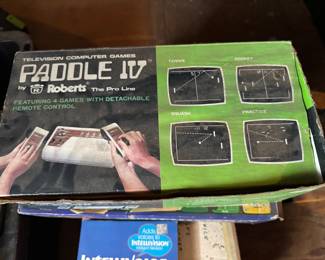 TELEVISION COMPUTER GAMES
PADDLE IV
by R Roberts The Pro Line
FEATURING 4-GAMES WITH DETACHABLE
REMOTE CONTROL
TENNIS
HOCKEY
SQUASH
PRACTICE
Adds
INTELLIVISION